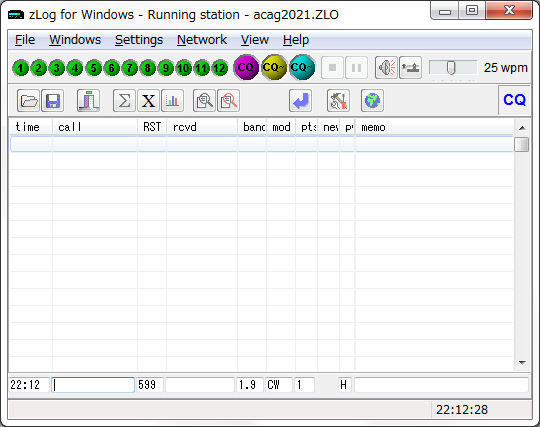 zLog for Windows - Running station - acag2021.ZLO
File Windows Settings Network View Help
1 2 3 4 5 6 7 8 9 10 11 12 CQ CQ~ CQ~ 25 wpm
Σ X CQ
time call RST rcvd band mod pts new memo
22:12 599 1.9 CW 1 H
22:12:28